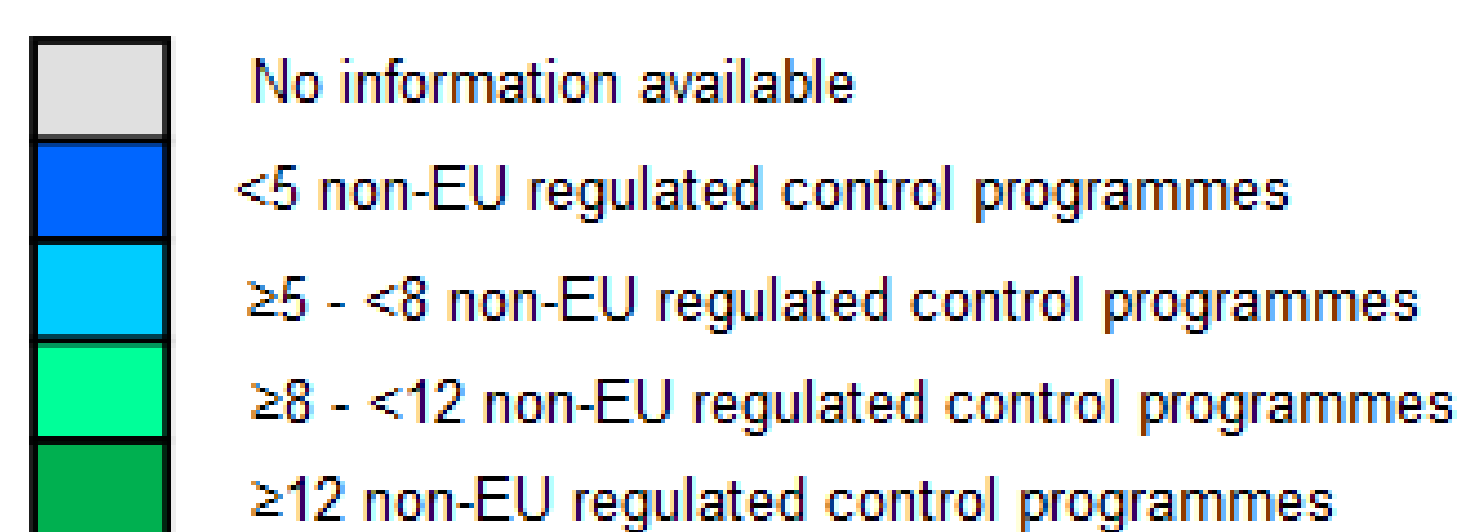 No information available
<5 non-EU regulated control programmes
≥5 - <8 non-EU regulated control programmes
≥8 - <12 non-EU regulated control programmes
≥12 non-EU regulated control programmes